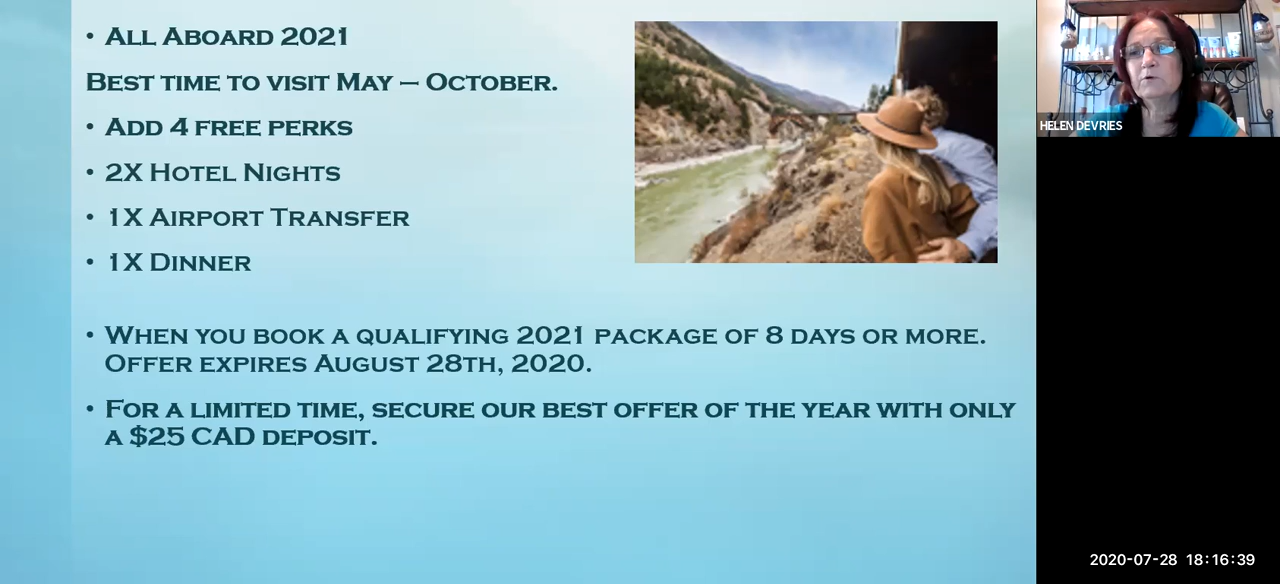 • All Aboard 2021
Best time to visit May – October.
• Add 4 free perks
• 2X Hotel Nights
• 1X Airport Transfer
• 1X Dinner
• When you book a qualifying 2021 package of 8 days or more.
Offer expires August 28th, 2020.
• For a limited time, secure our best offer of the year with only
a $25 CAD deposit.
HELEN DEVRIES
2020-07-28 18:16:39